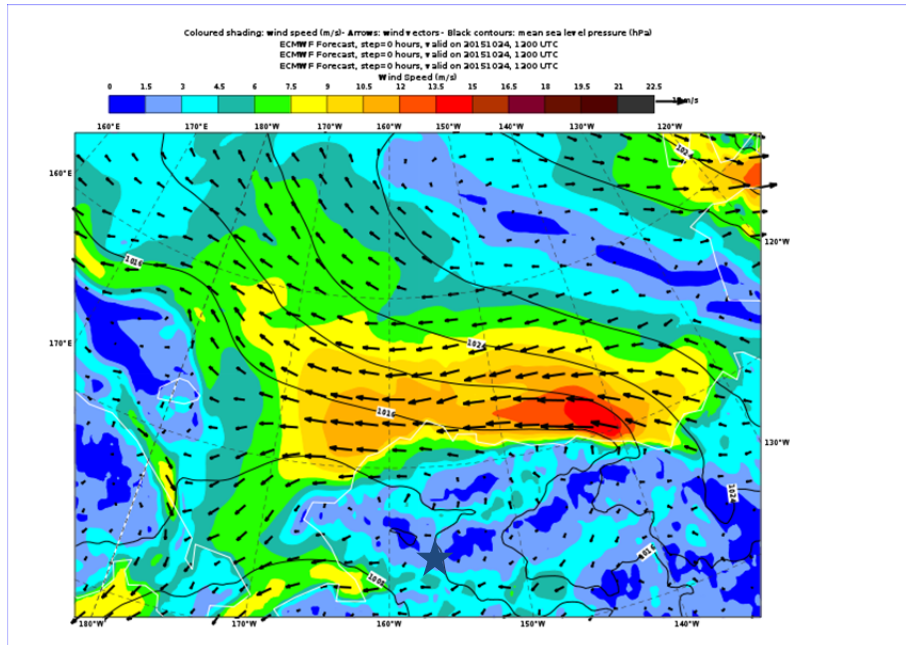 Coloured shading: wind speed (m/s)- Arrows: wind vectors - Black contours: mean sea level pressure (hPa)
ECMWF Forecast, step=0 hours, valid on 20151024, 1200 UTC
ECMWF Forecast, step=0 hours, valid on 20151024, 1200 UTC
ECMWF Forecast, step=0 hours, valid on 20151024, 1200 UTC
Wind Speed (m/s)
0 1.5 3 4.5 6 7.5 9 10.5 12 13.5 15 16.5 18 19.5 21 22.5
m/s
160°E 170°E 180°W 170°W 160°W 150°W 140°W 130°W 120°W
1024
160°E
120°W
1016
170°E
1024
1016
130°W
1024
1016
1008
180°W 170°W 160°W 150°W 140°W